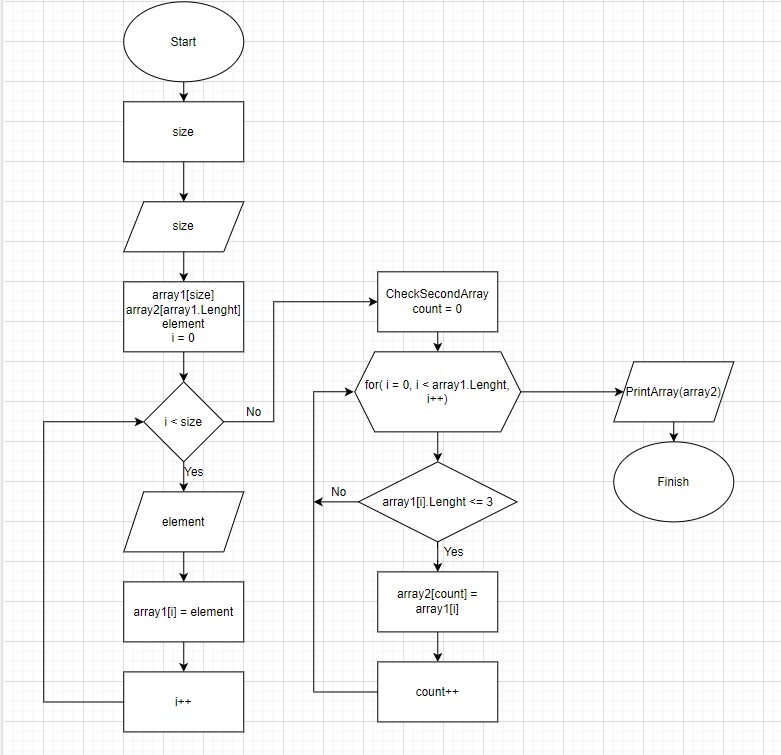 Start
size
size
array1[size]
array2[array1.Lenght]
element
i = 0
i < size
No
Yes
element
array1[i] = element
i++
CheckSecondArray
count = 0
for( i = 0, i < array1.Lenght,
i++)
array1[i].Lenght <= 3
No
Yes
array2[count] =
array1[i]
count++
PrintArray(array2)
Finish